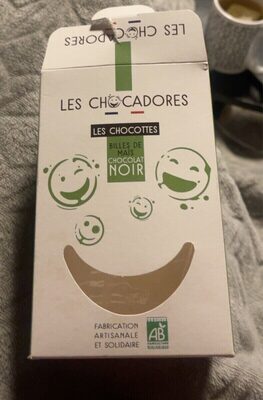 LES CHOCADORES
LES CHOCADORES
LES CHOCOTTES
BILLES DE
MAÏS
CHOCOLAT
NOIR
FABRICATION
ARTISANALE
ET SOLIDAIRE
AB